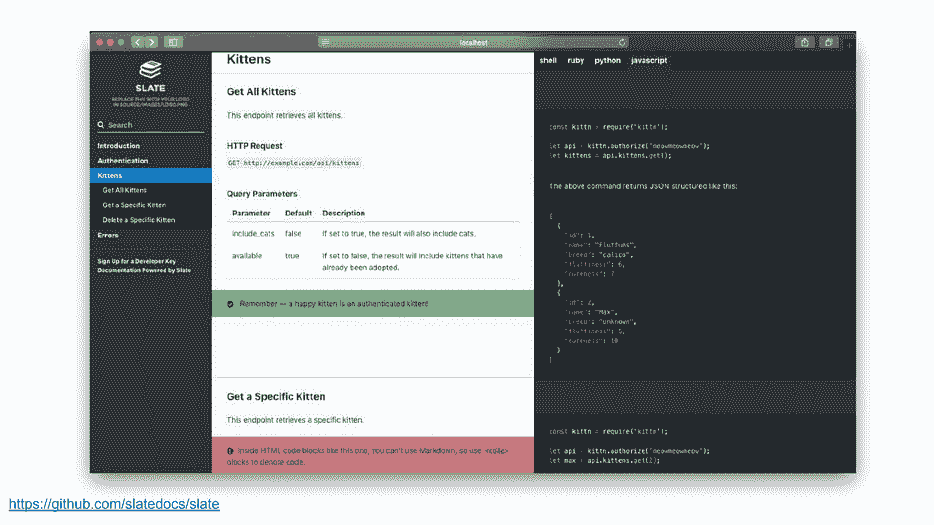 localhost
SLATE
REPLACE THIS WITH YOUR LOGO
IN SOURCE/IMAGES/LOGO.PNG
Search
Introduction
Authentication
Kittens
Get All Kittens
Get a Specific Kitten
Delete a Specific Kitten
Errors
Sign Up for a Developer Key
Documentation Powered by Slate
Kittens
Get All Kittens
This endpoint retrieves all kittens.
HTTP Request
GET http://example.com/api/kittens
Query Parameters
Parameter Default Description
include_cats false If set to true, the result will also include cats.
available true If set to false, the result will include kittens that have
already been adopted.
Remember — a happy kitten is an authenticated kitten!
Get a Specific Kitten
This endpoint retrieves a specific kitten.
Inside HTML code blocks like this one, you can't use Markdown, so use <code>
blocks to denote code.
shell ruby python javascript
const kittn = require('kittn');
let api = kittn.authorize('meowmeowmeow');
let kittens = api.kittens.get();
The above command returns JSON structured like this:
[
{
"id": 1,
"name": "Fluffums",
"breed": "calico",
"fluffiness": 6,
"cuteness": 7
},
{
"id": 2,
"name": "Max",
"breed": "unknown",
"fluffiness": 5,
"cuteness": 10
}
]
const kittn = require('kittn');
let api = kittn.authorize('meowmeowmeow');
let max = api.kittens.get(2);
https://github.com/slatedocs/slate